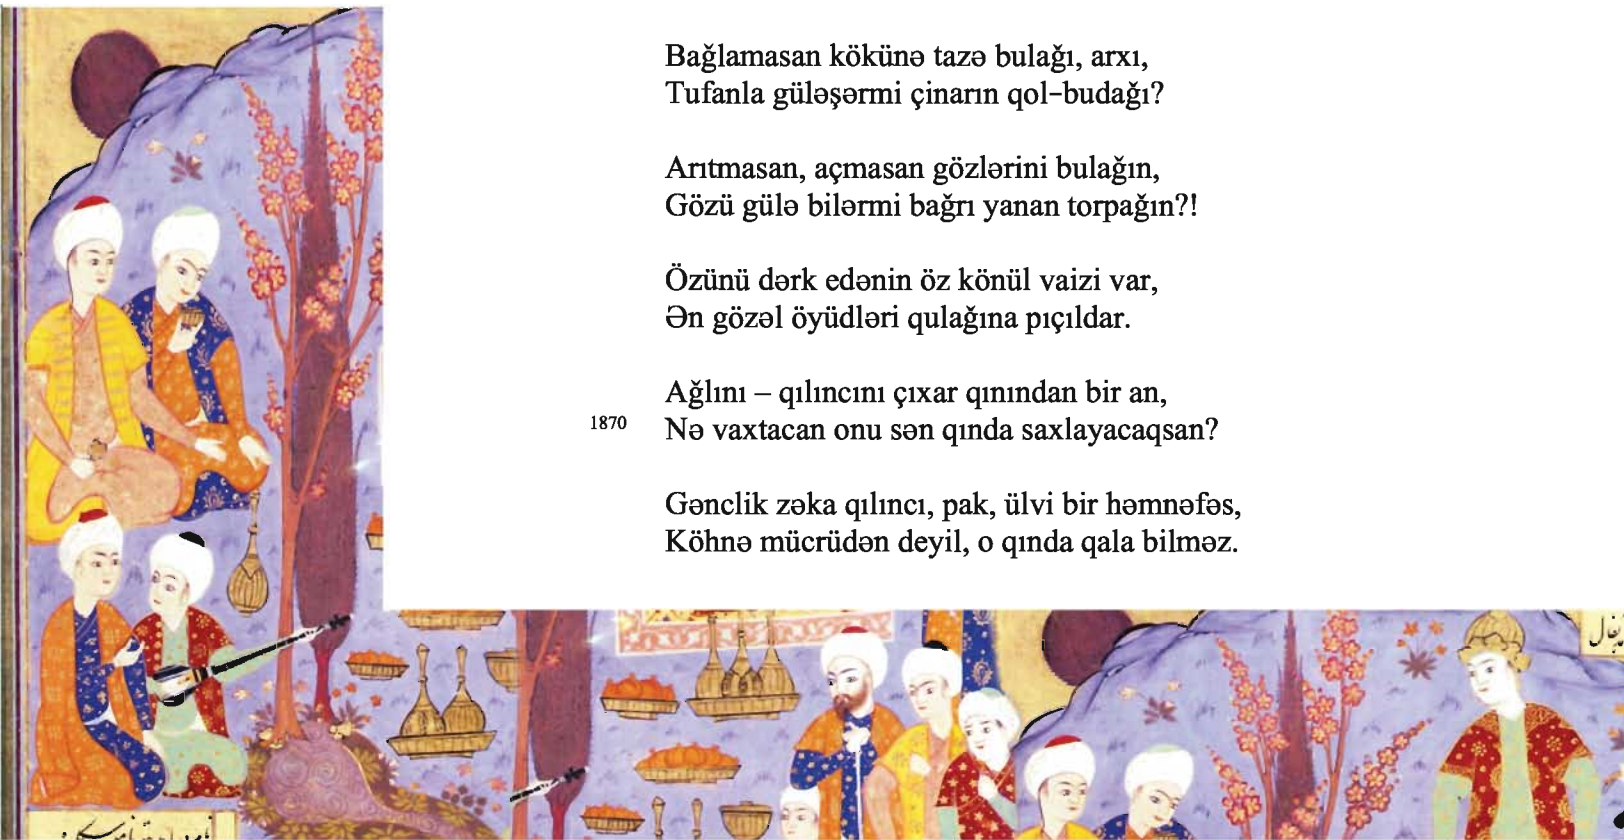 Bağlamasan kökünə tazə bulağı, arxı,
Tufanla güləşərmi çinarın qol-budağı?
Arıtmasan, açmasan gözlərini bulağın,
Gözü gülə bilərmi bağrı yanan torpağın?!
Özünü dərk edənin öz könül vaizi var,
Ən gözəl öyüdləri qulağına pıçıldar.
Ağlını – qılıncını çıxar qınından bir an,
1870 Nə vaxtacan onu sən qında saxlayacaqsan?
Gənclik zəka qılıncı, pak, ülvi bir həmnəfəs,
Köhnə mücrüdən deyil, o qında qala bilməz.